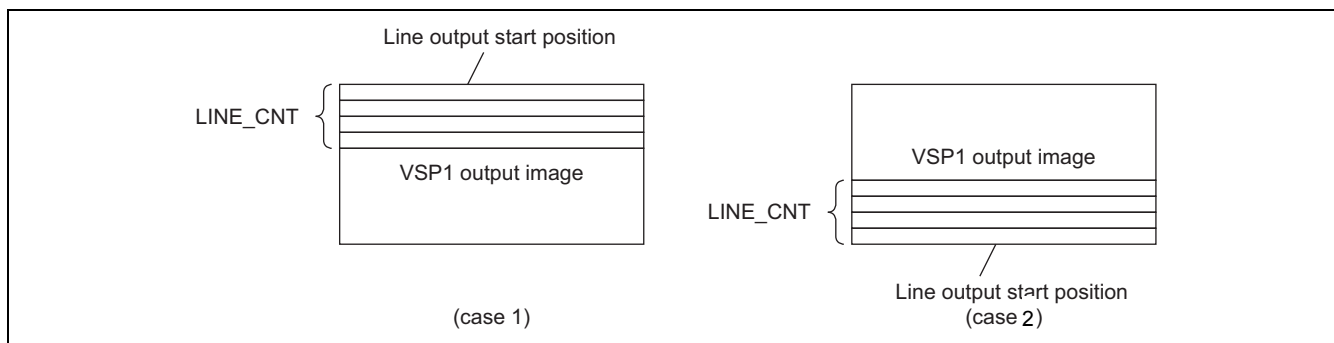 Line output start position
LINE_CNT
VSP1 output image
(case 1)
VSP1 output image
LINE_CNT
Line output start position
(case 2)